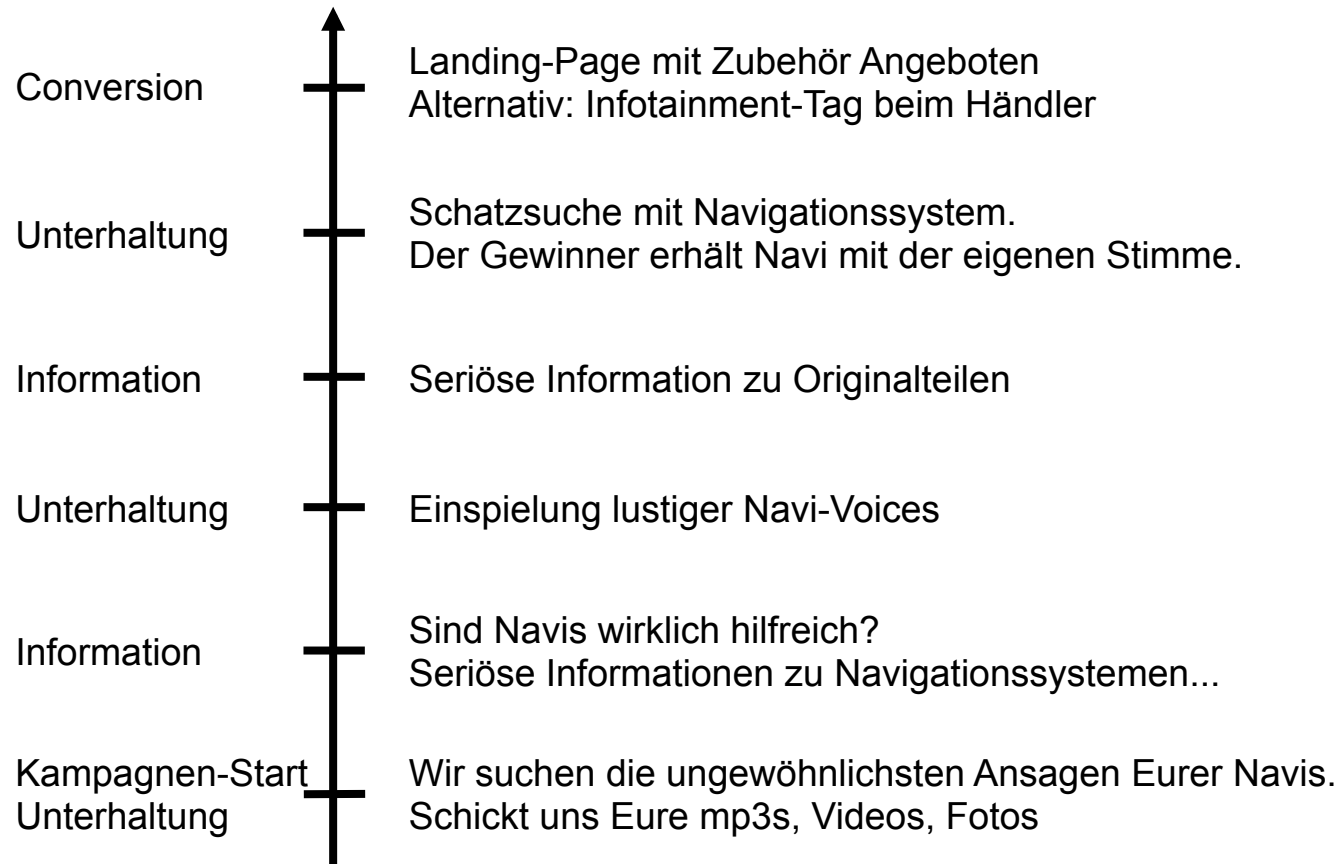 Conversion
Landing-Page mit Zubehör Angeboten
Alternativ: Infotainment-Tag beim Händler
Unterhaltung
Schatzsuche mit Navigationssystem.
Der Gewinner erhält Navi mit der eigenen Stimme.
Information
Seriöse Information zu Originalteilen
Unterhaltung
Einspielung lustiger Navi-Voices
Information
Sind Navis wirklich hilfreich?
Seriöse Informationen zu Navigationssystemen...
Kampagnen-Start
Unterhaltung
Wir suchen die ungewöhnlichsten Ansagen Eurer Navis.
Schickt uns Eure mp3s, Videos, Fotos